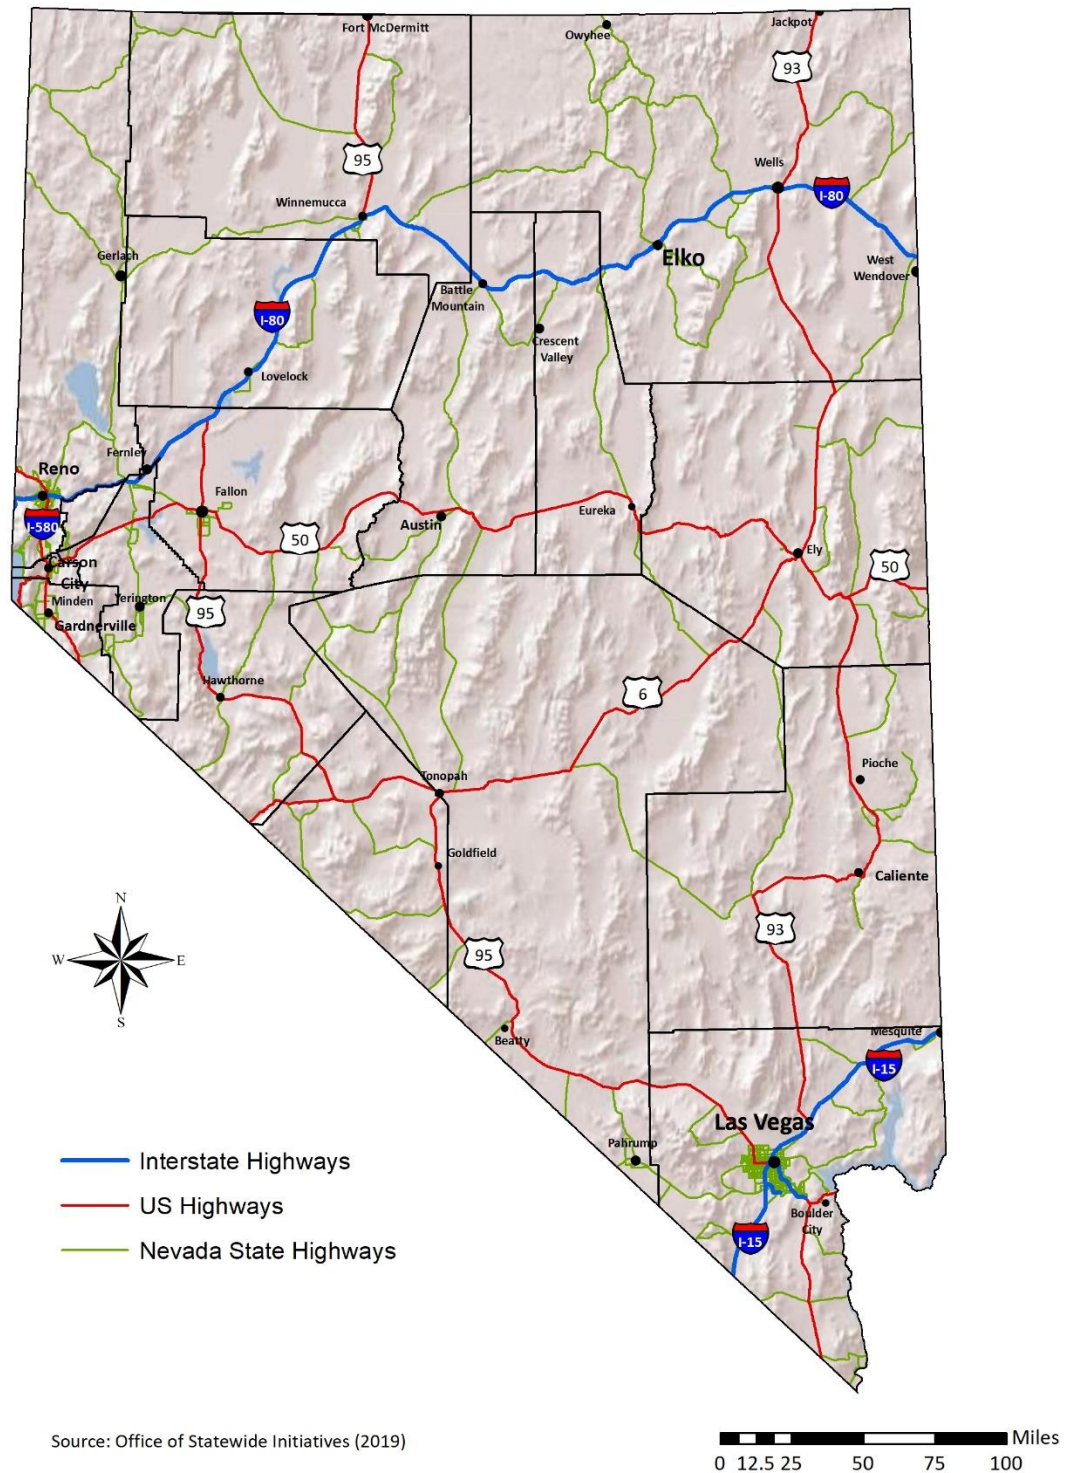 Fort McDermitt
Owyhee
Jackpot
93
95
Wells
I-80
Winnemucca
Gerlach
Elko
West
Wendover
Battle
Mountain
I-80
Crescent
Valley
Lovelock
Fernley
Reno
Fallon
I-580
Austin
Eureka
50
Ely
50
Carson
City
Minden
Yerington
95
Gardnerville
Hawthorne
6
Tonopah
Pioche
Goldfield
Caliente
N
W
E
S
95
93
Beatty
Mesquite
I-15
Las Vegas
Pahrump
Boulder
City
I-15
Interstate Highways
US Highways
Nevada State Highways
Source: Office of Statewide Initiatives (2019)
Miles
0 12.5 25 50 75 100